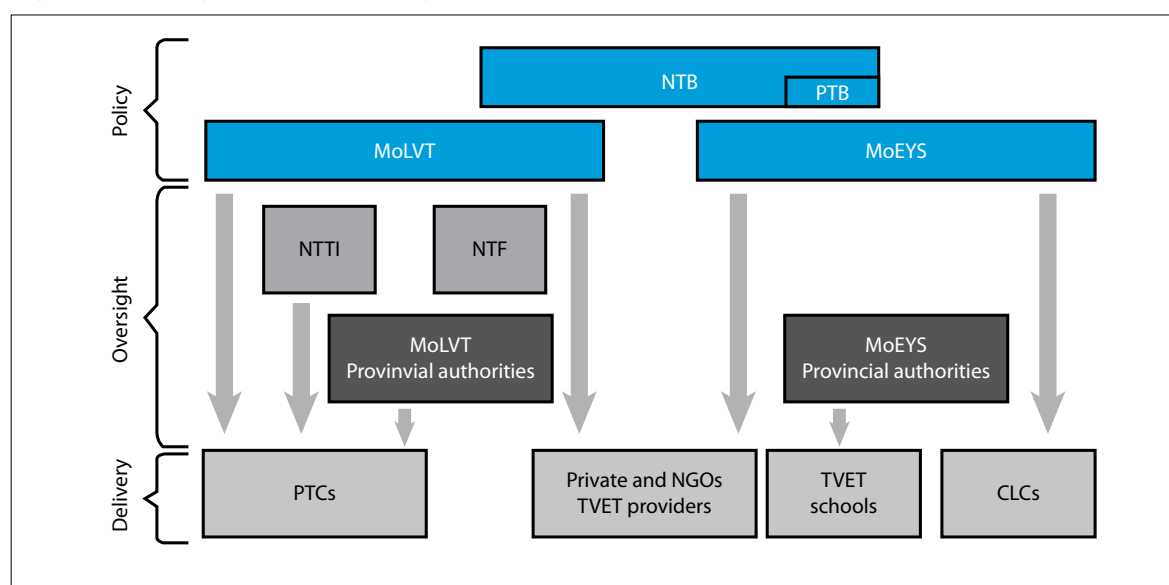 Policy
NTB
PTB
MoLVT
MoEYS
Oversight
NTTI
NTF
MoLVT
Provinvial authorities
MoEYS
Provincial authorities
Delivery
PTCs
Private and NGOs
TVET providers
TVET
schools
CLCs